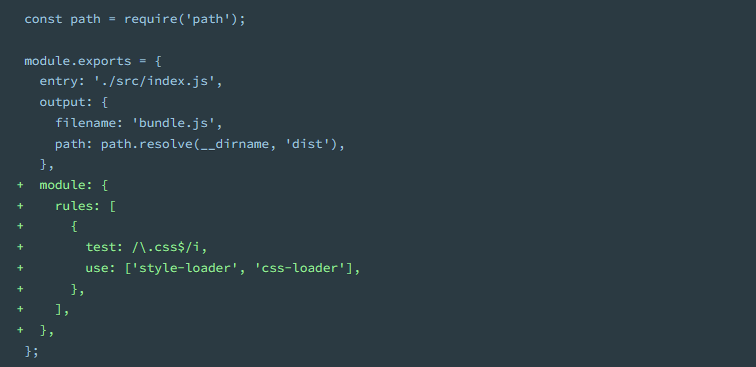 const path = require('path');

module.exports = {
  entry: './src/index.js',
  output: {
    filename: 'bundle.js',
    path: path.resolve(__dirname, 'dist'),
  },
+  module: {
+    rules: [
+      {
+        test: /\.css$/i,
+        use: ['style-loader', 'css-loader'],
+      },
+    ],
+  },
};